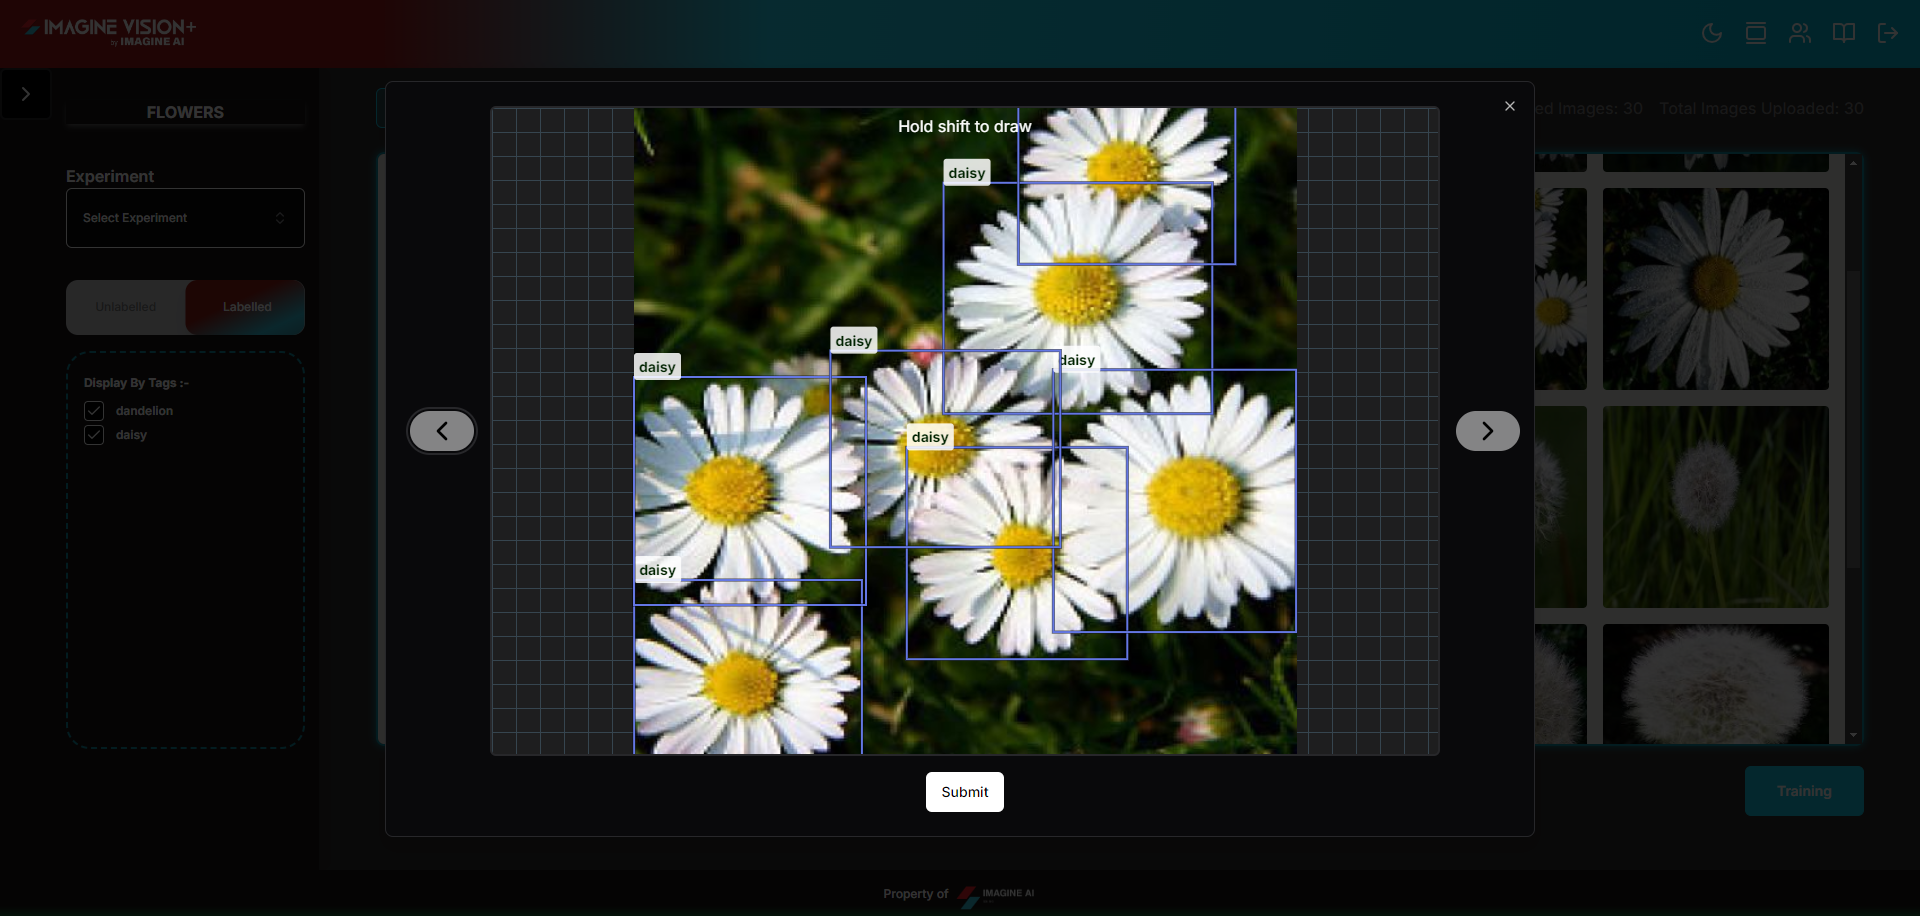 IMAGINE VISION+
by IMAGINE AI
FLOWERS
ed Images: 30 Total Images Uploaded: 30
Experiment
Select Experiment
Unlabelled Labelled
Display By Tags :-
dandelion
daisy
Hold shift to draw
daisy
daisy
daisy
daisy
daisy
daisy
Submit
Training
Property of IMAGINE AI